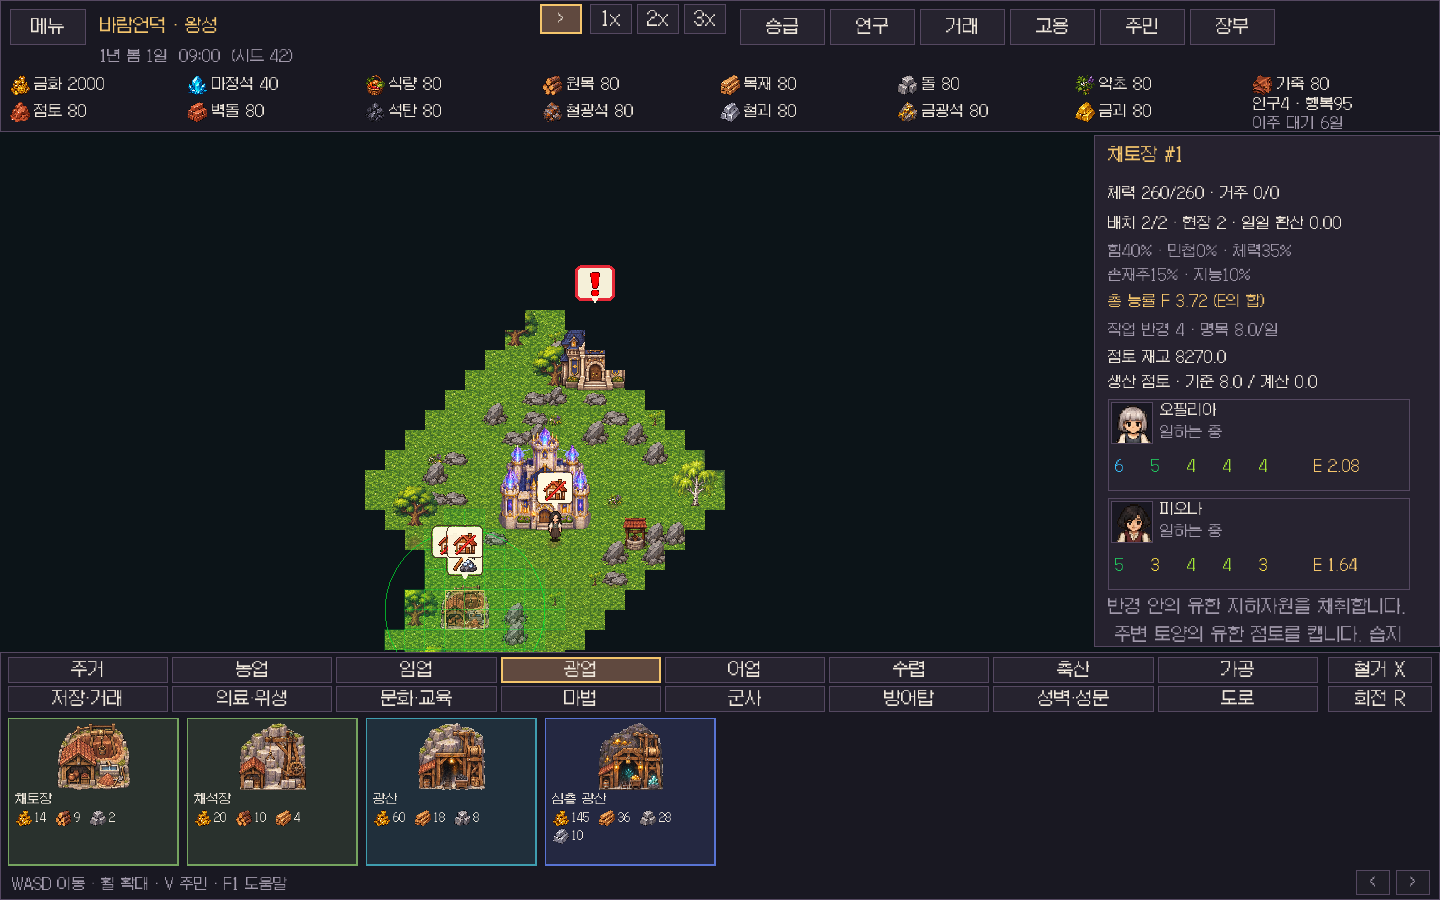 메뉴
바람언덕 · 왕성
1년 봄 1일 09:00 (시드 42)
> 1x 2x 3x
승급 연구 거래 고용 주민 장부
금화 2000 마정석 40 식량 80 원목 80 목재 80 돌 80 약초 80 가죽 80
점토 80 벽돌 80 석탄 80 철광석 80 철괴 80 금광석 80 금괴 80
인구4 · 행복95
이주 대기 6일
채토장 #1
체력 260/260 · 거주 0/0
배치 2/2 · 현장 2 · 일일 환산 0.00
힘40% · 민첩0% · 체력35%
손재주15% · 지능10%
총 능률 F 3.72 (E의 합)
작업 반경 4 · 명목 8.0/일
점토 재고 8270.0
생산 점토 · 기준 8.0 / 계산 0.0
오필리아
일하는 중
6 5 4 4 4 E 2.08
피오나
일하는 중
5 3 4 4 3 E 1.64
반경 안의 유한 지하자원을 채취합니다.
주변 토양의 유한 점토를 캡니다. 습지
주거 농업 임업 광업 어업 수렵 축산 가공 철거 X
저장·거래 의료·위생 문화·교육 마법 군사 방어탑 성벽·성문 도로 회전 R
채토장
14 9 2
채석장
20 10 4
광산
60 18 8
심층 광산
145 36 28
10
WASD 이동 · 휠 확대 · V 주민 · F1 도움말
< >